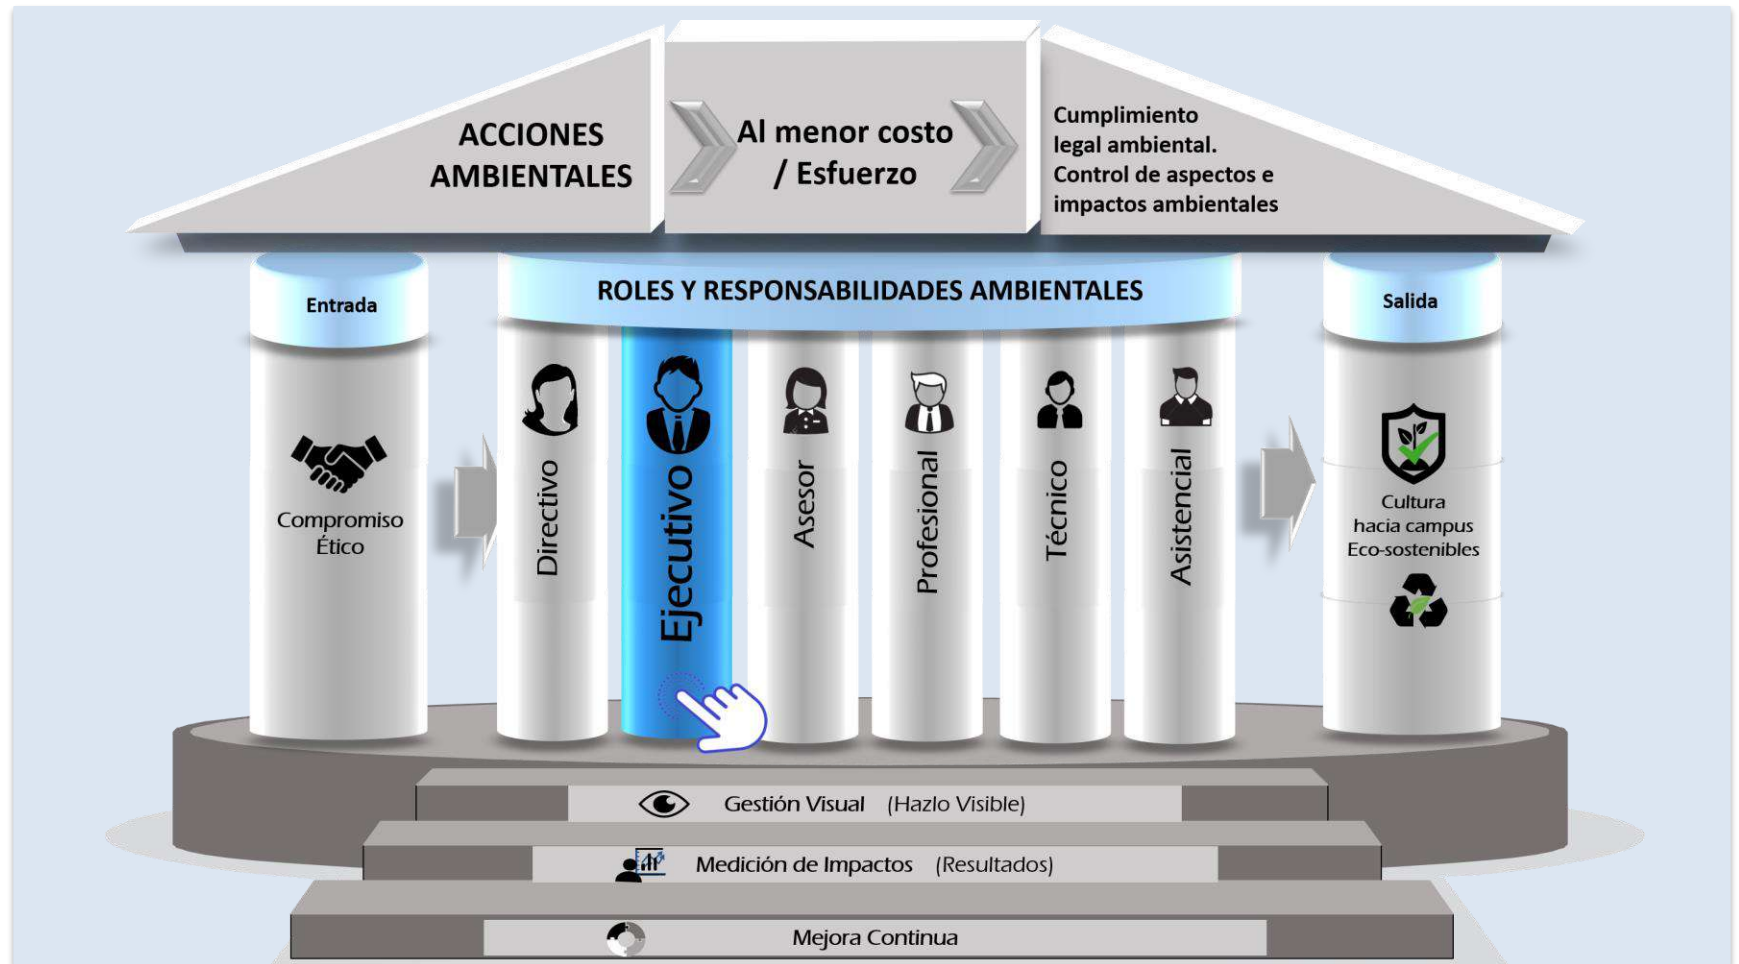 ACCIONES
AMBIENTALES
Al menor costo
/ Esfuerzo
Cumplimiento
legal ambiental.
Control de aspectos e
impactos ambientales
Entrada
ROLES Y RESPONSABILIDADES AMBIENTALES
Salida
Compromiso
Ético
Directivo
Ejecutivo
Asesor
Profesional
Técnico
Asistencial
Cultura
hacia campus
Eco-sostenibles
Gestión Visual (Hazlo Visible)
Medición de Impactos (Resultados)
Mejora Continua